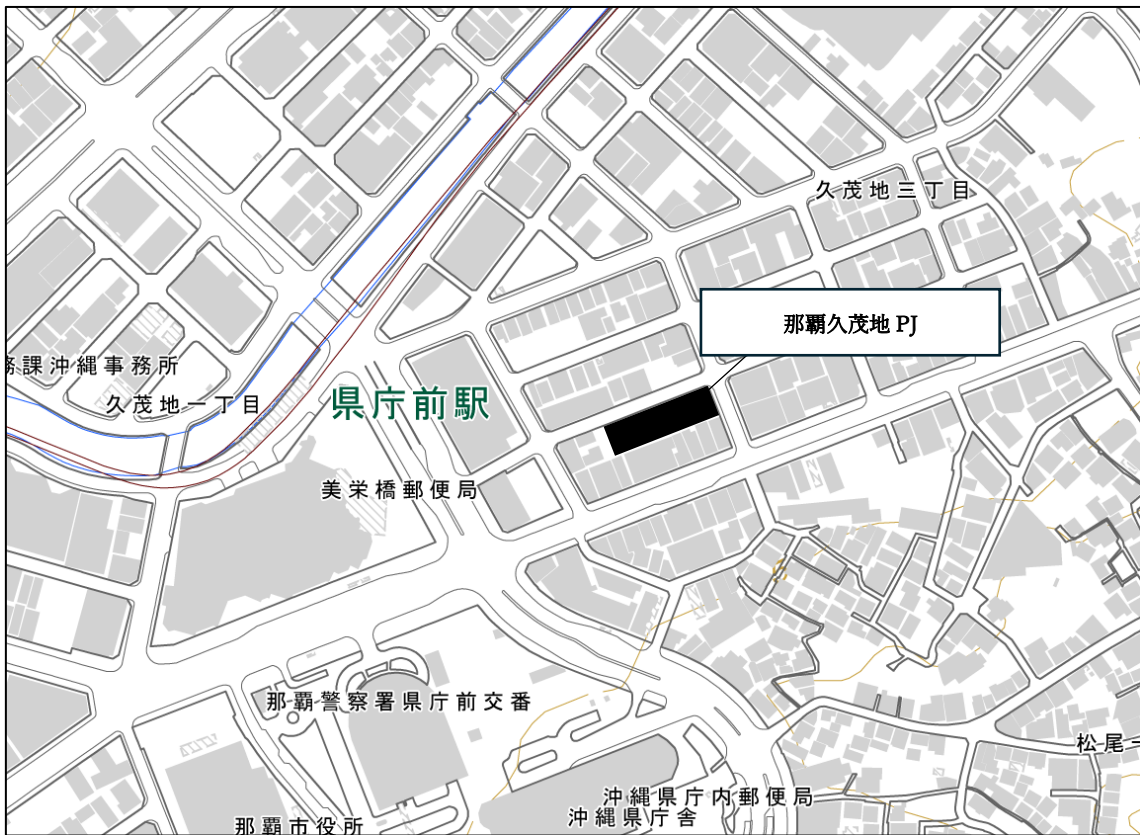 久茂地三丁目
那覇久茂地 PJ
務課沖縄事務所
久茂地一丁目
県庁前駅
美栄橋郵便局
那覇警察署県庁前交番
松尾一
沖縄県庁内郵便局
沖縄県庁舎
那覇市役所